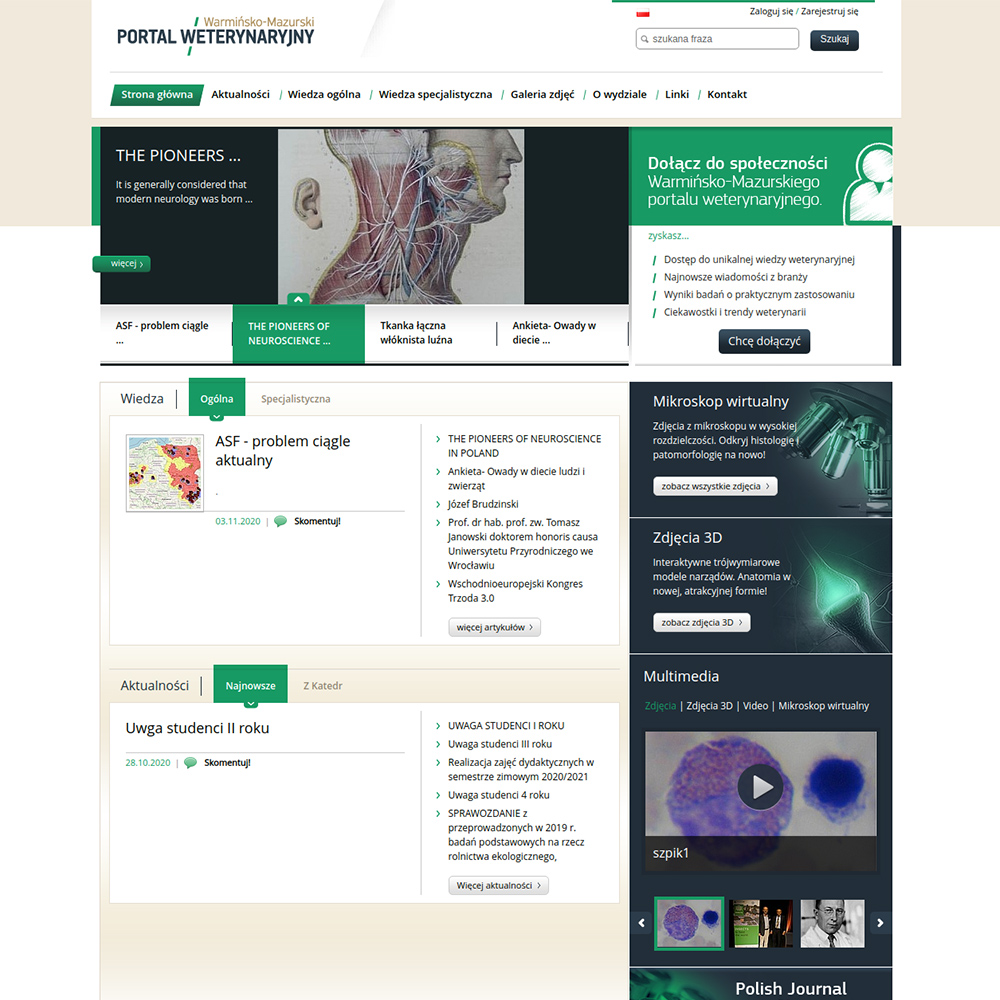 Warmińsko-Mazurski
PORTAL WETERYNARYJNY
Zaloguj się / Zarejestruj się
szukana fraza
Szukaj
Strona główna / Aktualności / Wiedza ogólna / Wiedza specjalistyczna / Galeria zdjęć / O wydziale / Linki / Kontakt
THE PIONEERS ...
It is generally considered that
modern neurology was born ...
więcej
ASF - problem ciągle
...
THE PIONEERS OF
NEUROSCIENCE ...
Tkanka łączna
włóknista luźna
Ankieta- Owady w
diecie ...
Dołącz do społeczności
Warmińsko-Mazurskiego
portalu weterynaryjnego.
zyskasz...
/ Dostęp do unikalnej wiedzy weterynaryjnej
/ Najnowsze wiadomości z branży
/ Wyniki badań o praktycznym zastosowaniu
/ Ciekawostki i trendy weterynarii
Chcę dołączyć
Wiedza | Ogólna Specjalistyczna
ASF - problem ciągle
aktualny
.
03.11.2020 | Skomentuj!
THE PIONEERS OF NEUROSCIENCE
IN POLAND
Ankieta- Owady w diecie ludzi i
zwierząt
Józef Brudzinski
Prof. dr hab. prof. zw. Tomasz
Janowski doktorem honoris causa
Uniwersytetu Przyrodniczego we
Wrocławiu
Wschodnioeuropejski Kongres
Trzoda 3.0
więcej artykułów
Aktualności | Najnowsze Z Katedr
Uwga studenci II roku
28.10.2020 | Skomentuj!
UWAGA STUDENCI I ROKU
Uwaga studenci III roku
Realizacja zajęć dydaktycznych w
semestrze zimowym 2020/2021
Uwaga studenci 4 roku
SPRAWOZDANIE z
przeprowadzonych w 2019 r.
badań podstawowych na rzecz
rolnictwa ekologicznego,
Więcej aktualności
Mikroskop wirtualny
Zdjęcia z mikroskopu w wysokiej
rozdzielczości. Odkryj histologię i
patomorfologię na nowo!
zobacz wszystkie zdjęcia
Zdjęcia 3D
Interaktywne trójwymiarowe
modele narządów. Anatomia w
nowej, atrakcyjnej formie!
zobacz zdjęcia 3D
Multimedia
Zdjęcia | Zdjęcia 3D | Video | Mikroskop wirtualny
szpik1
Polish Journal